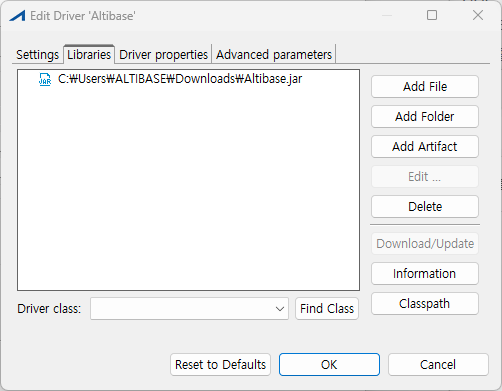 Edit Driver 'Altibase'
Settings Libraries Driver properties Advanced parameters
JAR C:₩Users₩ALTIBASE₩Downloads₩Altibase.jar
Add File
Add Folder
Add Artifact
Edit ...
Delete
Download/Update
Information
Classpath
Driver class: Find Class
Reset to Defaults OK Cancel